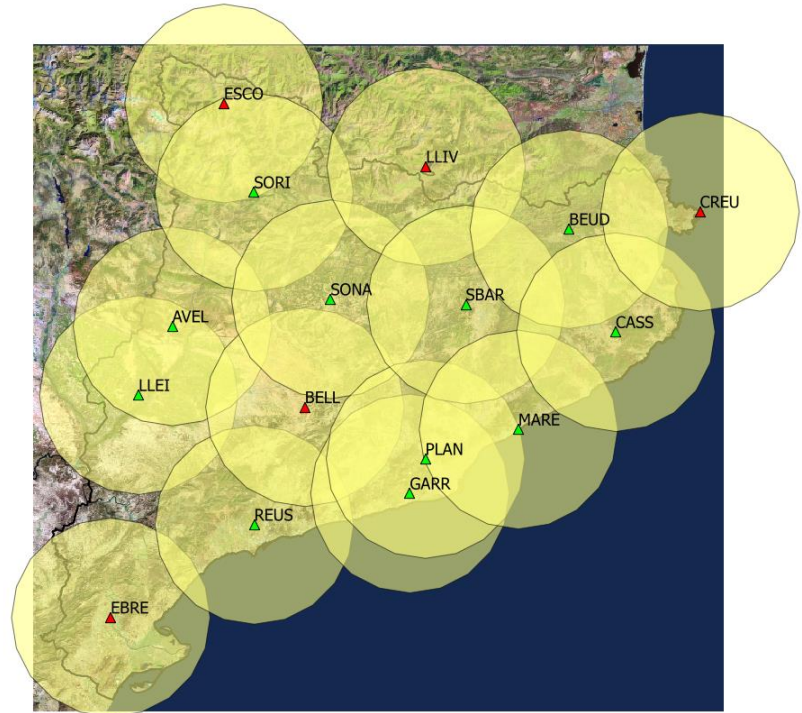 ESCO
LLIV
SORI
CREU
BEUD
SONA
SBAR
AVEL
CASS
LLEI
BELL
MARE
PLAN
GARR
REUS
EBRE